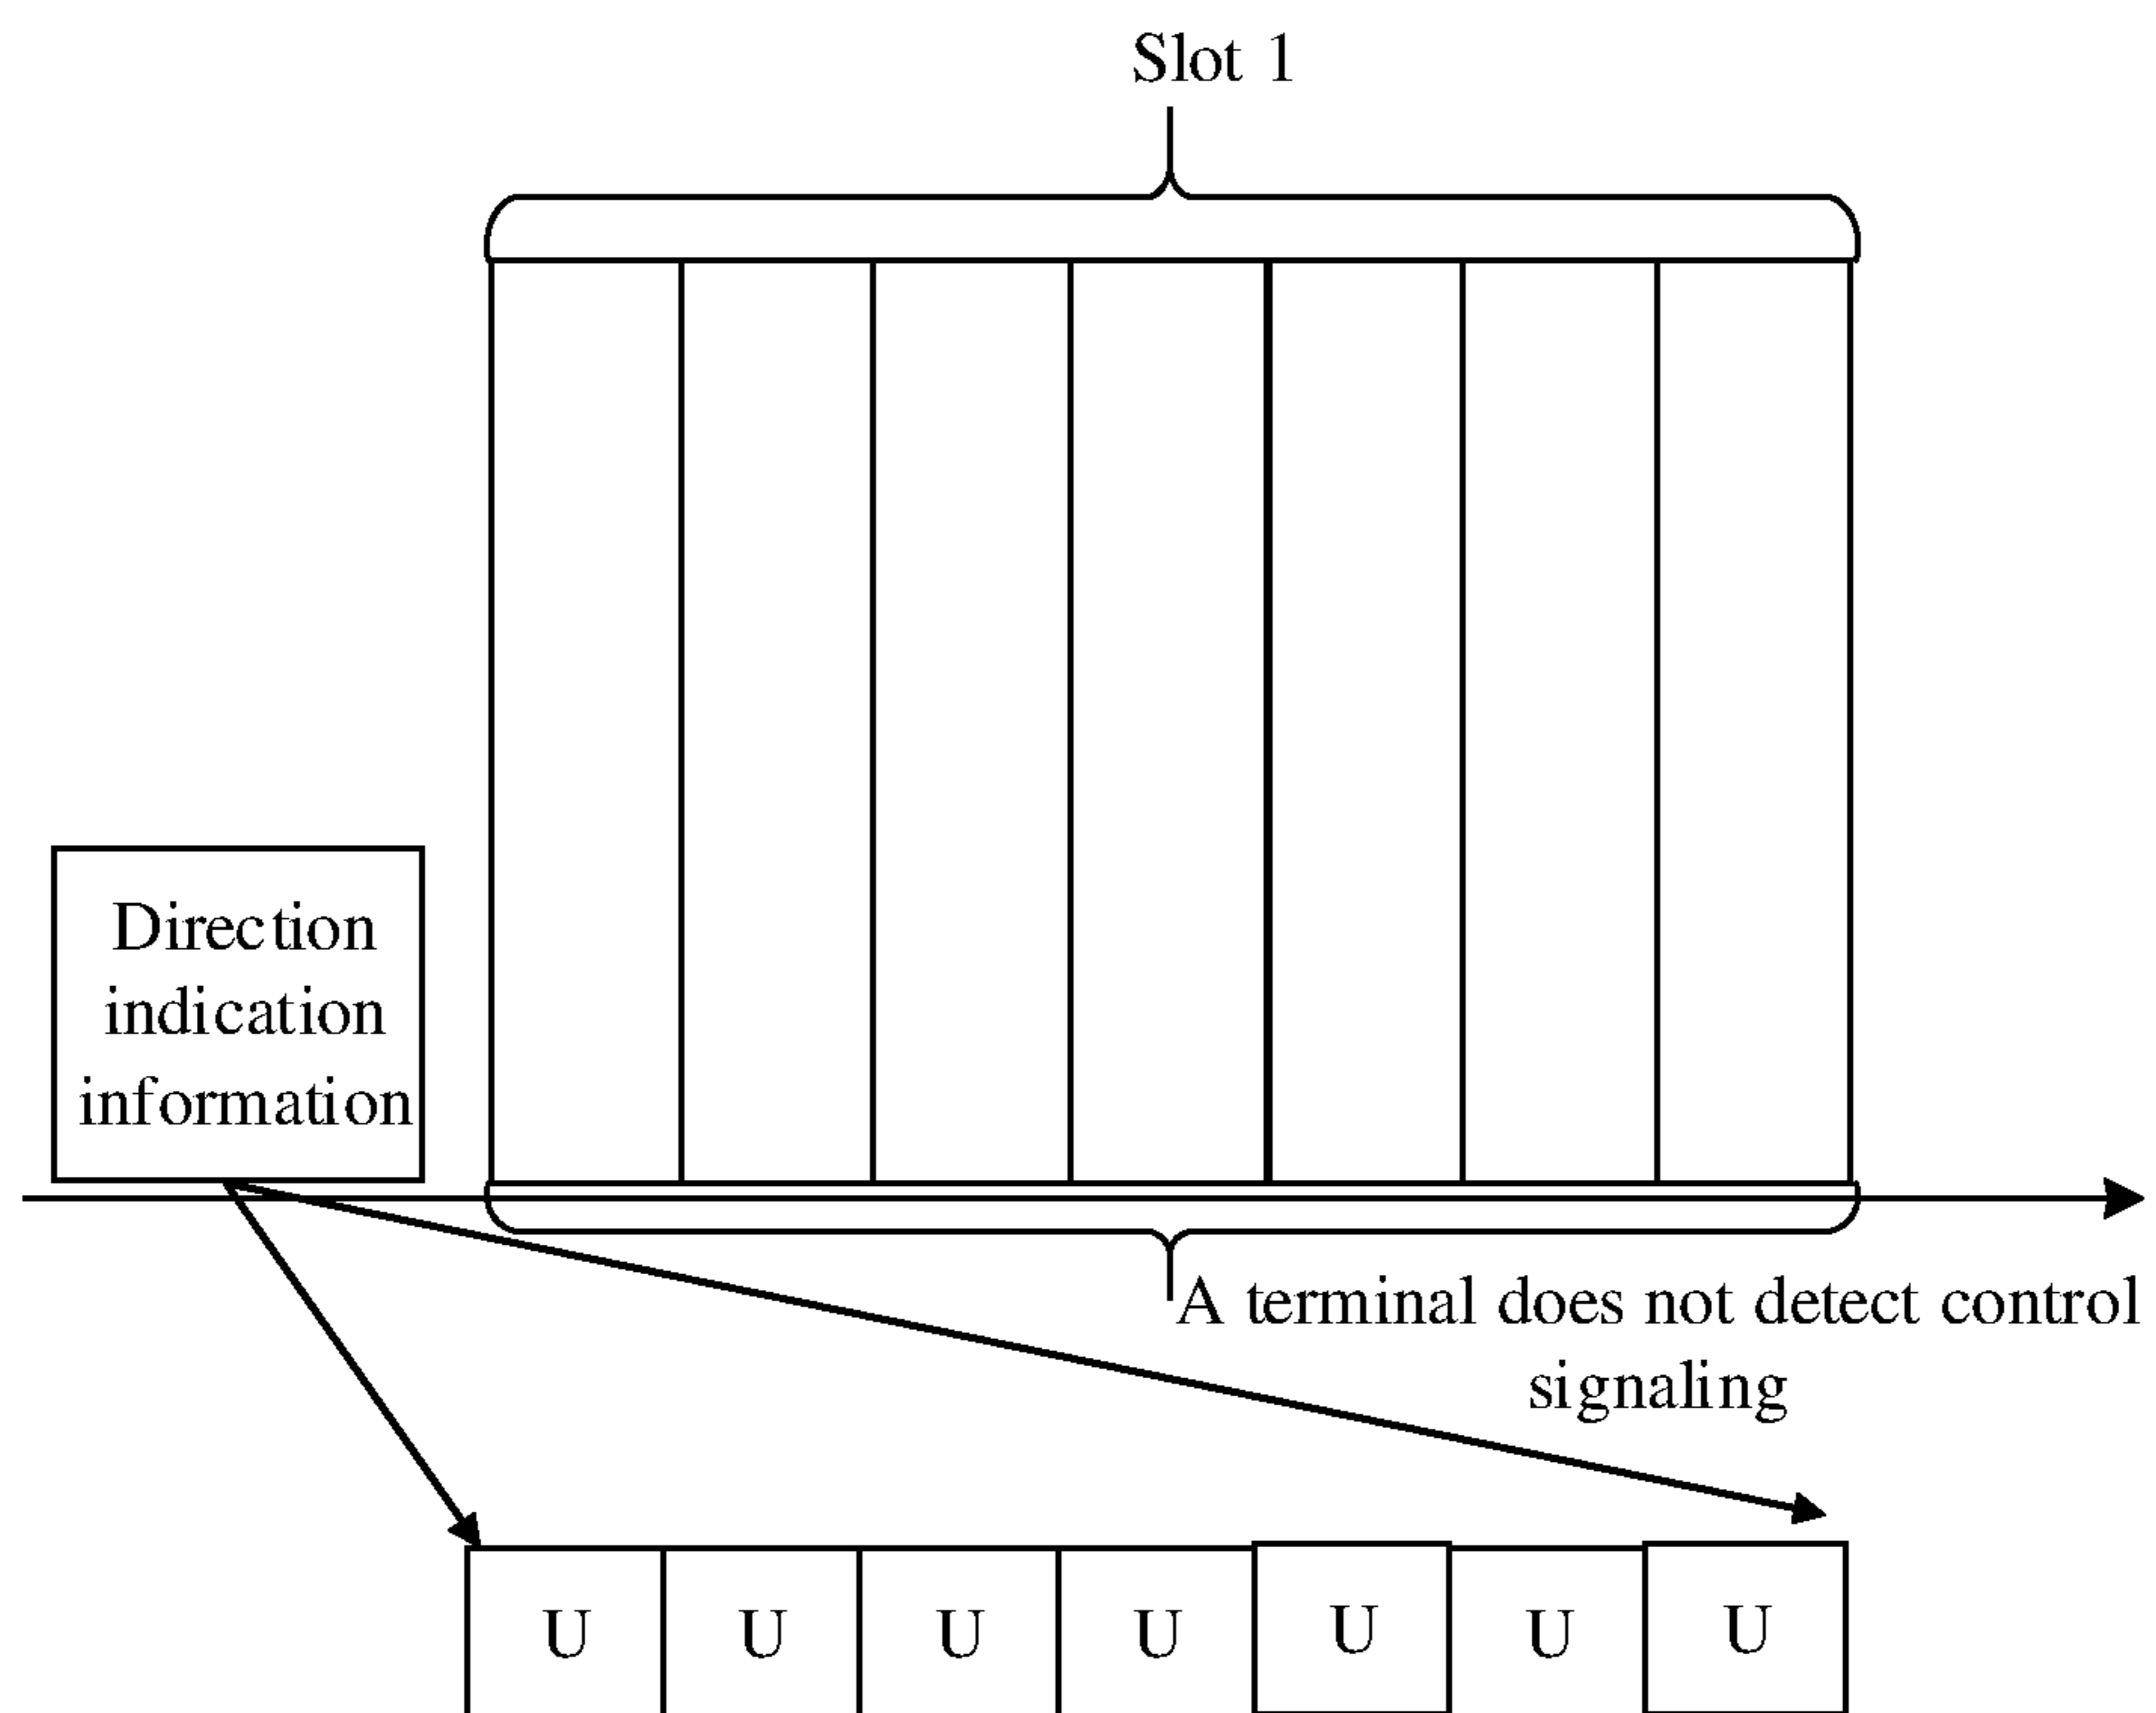 Slot 1
Direction
indication
information
A terminal does not detect control
signaling
U U U U U U U